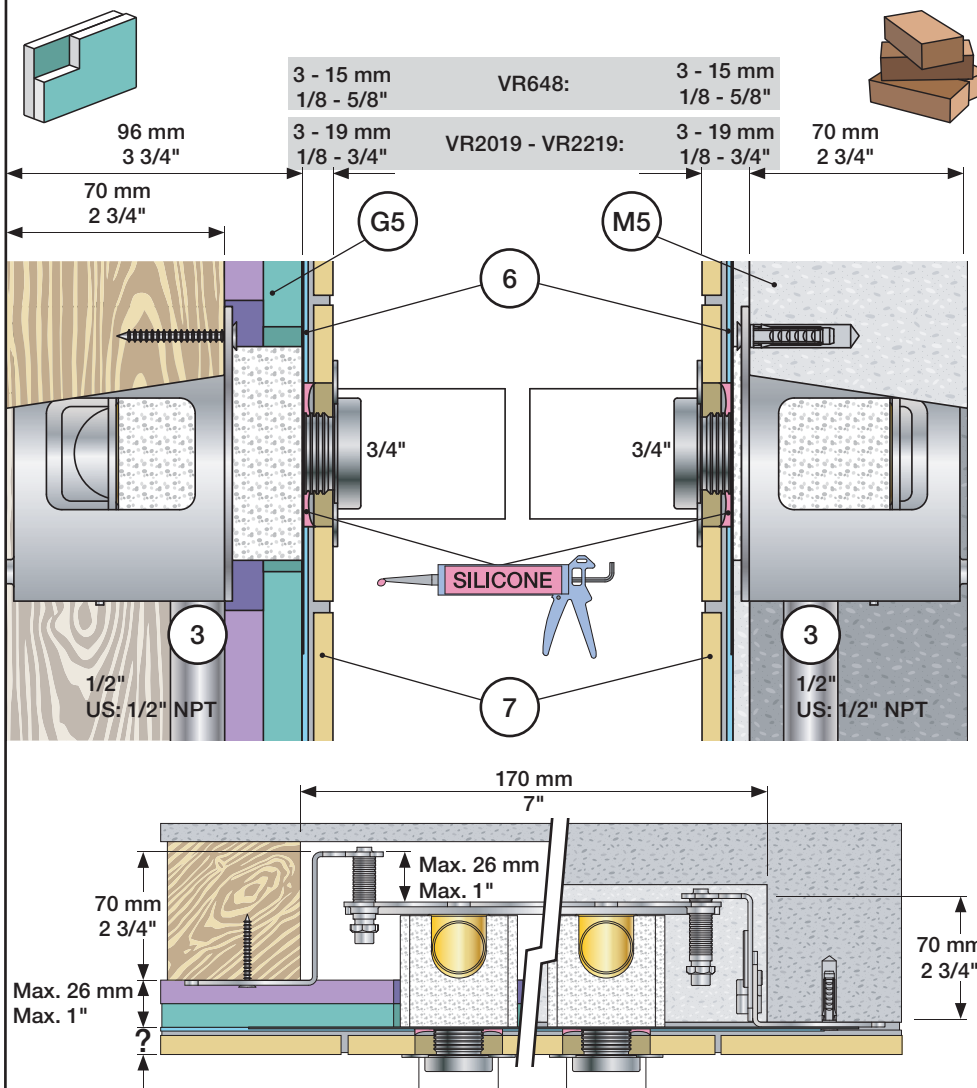 3 - 15 mm
1/8 - 5/8"
VR648:
3 - 15 mm
1/8 - 5/8"
96 mm
3 3/4"
3 - 19 mm
1/8 - 3/4"
VR2019 - VR2219:
3 - 19 mm
1/8 - 3/4"
70 mm
2 3/4"
70 mm
2 3/4"
G5
M5
6
3/4"
3/4"
SILICONE
3
3
1/2"
US: 1/2" NPT
1/2"
US: 1/2" NPT
7
170 mm
7"
Max. 26 mm
Max. 1"
70 mm
2 3/4"
70 mm
2 3/4"
Max. 26 mm
Max. 1"
?